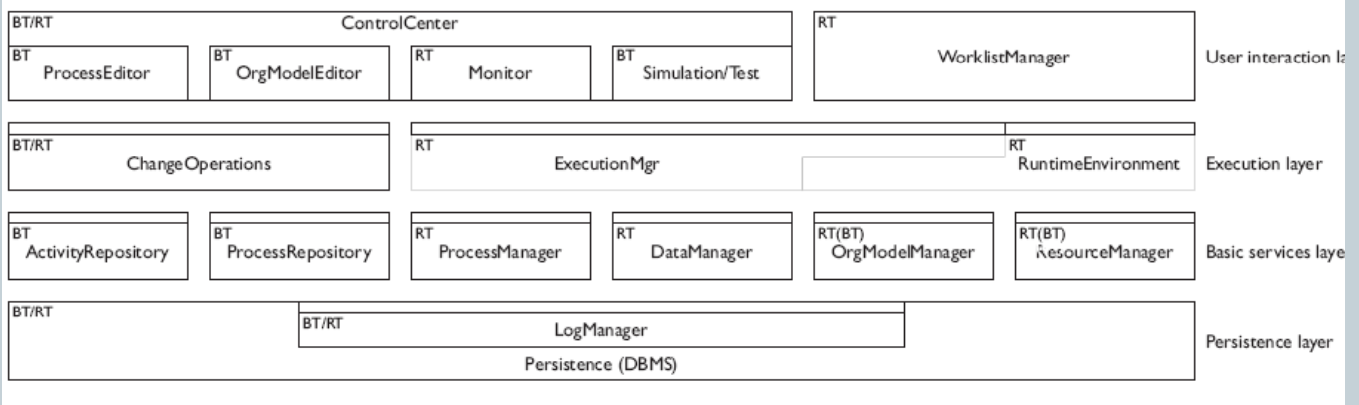 BT/RT
ControlCenter
RT
WorklistManager
User interaction la
BT
ProcessEditor
BT
OrgModelEditor
RT
Monitor
BT
Simulation/Test
BT/RT
ChangeOperations
RT
ExecutionMgr
RT
RuntimeEnvironment
Execution layer
BT
ActivityRepository
BT
ProcessRepository
RT
ProcessManager
RT
DataManager
RT(BT)
OrgModelManager
RT(BT)
ResourceManager
Basic services laye
BT/RT
BT/RT
LogManager
Persistence (DBMS)
Persistence layer